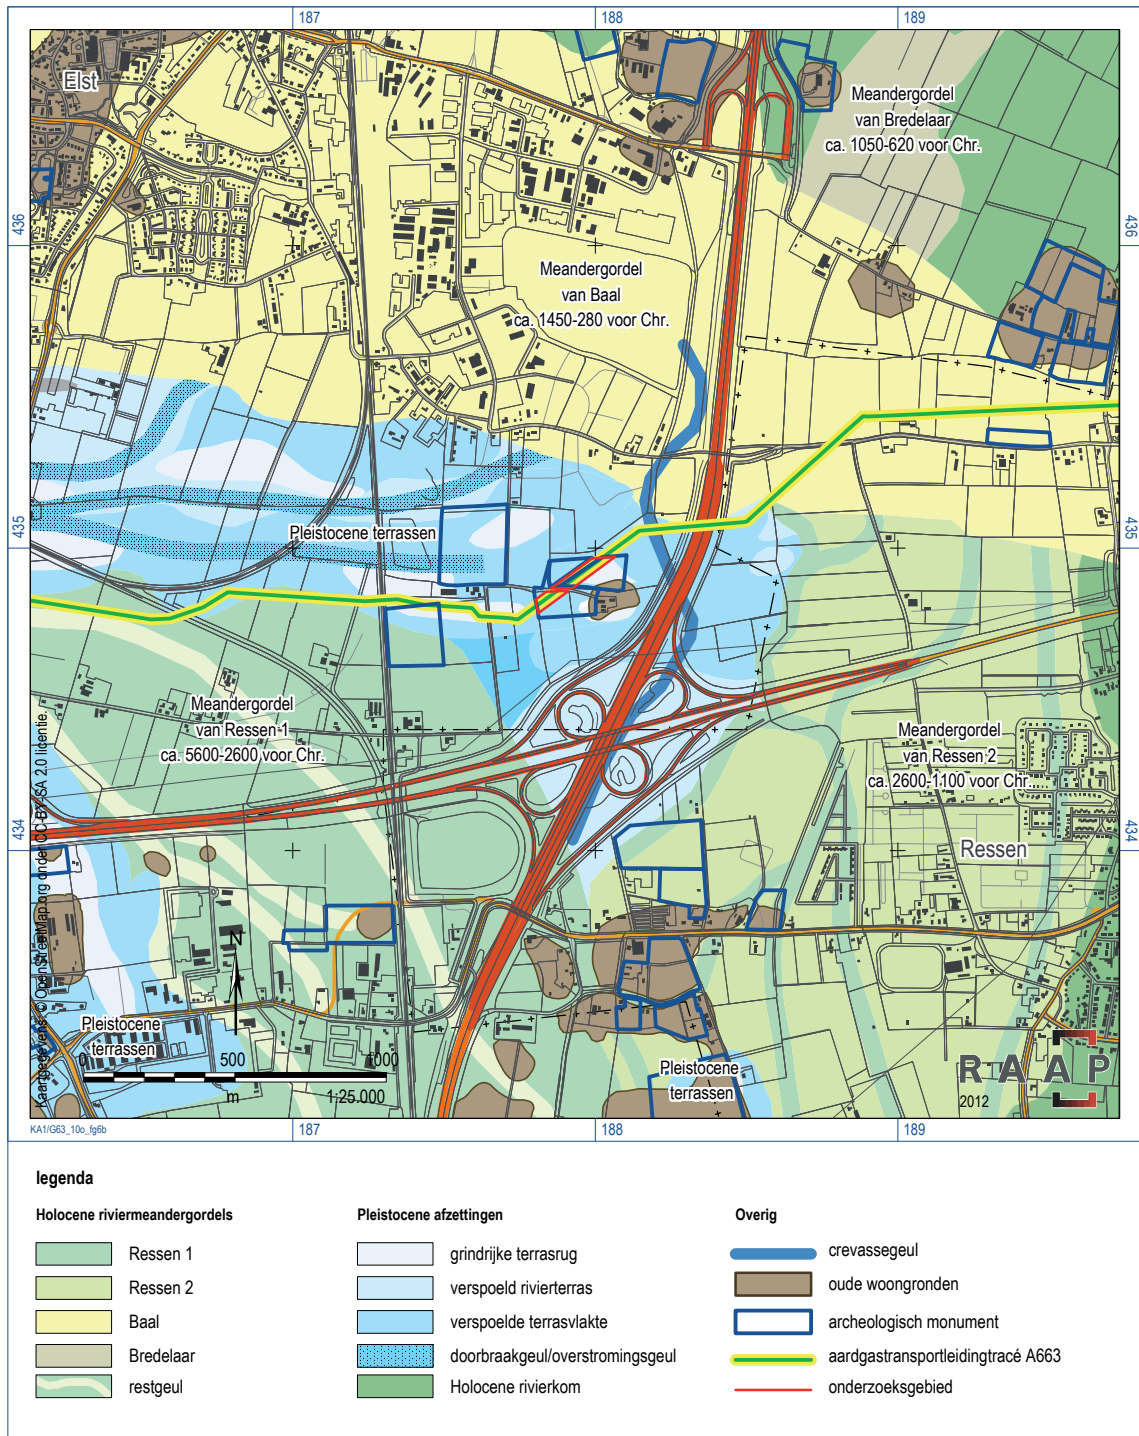 187
188
189
Elst
Meandergordel
van Bredelaar
ca. 1050-620 voor Chr.
436
436
Meandergordel
van Baal
ca. 1450-280 voor Chr.
435
435
Pleistocene terrassen
Meandergordel
van Ressen 1
ca. 5600-2600 voor Chr.
Meandergordel
van Ressen 2
ca. 2600-1100 voor Chr.
434
434
Ressen
Kaartgegevens: © OpenStreetMap.org onder CC-BY-SA 2.0 licentie.
N
Pleistocene
terrassen
Pleistocene
terrassen
0 500 000
m 1:25.000
RAAP
2012
KA1/G63_10o_fg6b
187
188
189
legenda
Holocene riviermeandergordels
Ressen 1
Ressen 2
Baal
Bredelaar
restgeul
Pleistocene afzettingen
grindrijke terrasrug
verspoeld rivierterras
verspoelde terrasvlakte
doorbraakgeul/overstromingsgeul
Holocene rivierkom
Overig
crevassegeul
oude woongronden
archeologisch monument
aardgastransportleidingtracé A663
onderzoeksgebied